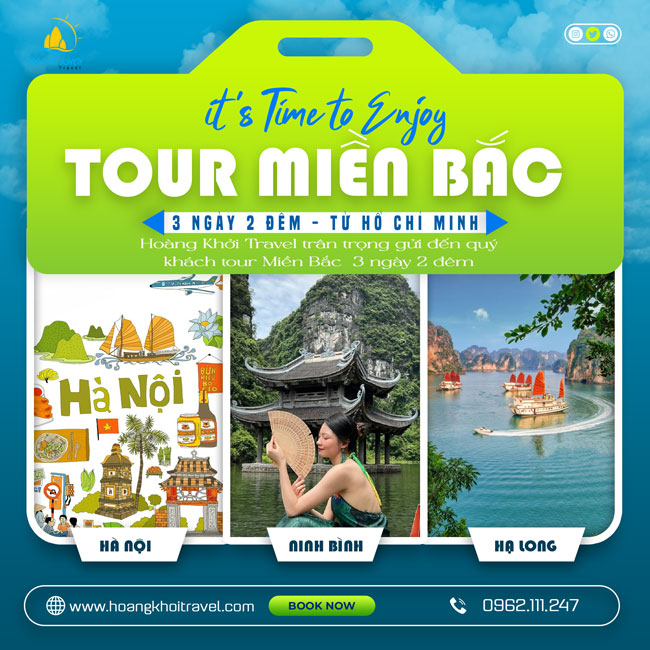 Travel
it's Time to Enjoy
TOUR MIỀN BẮC
3 NGÀY 2 ĐÊM - TỪ HỒ CHÍ MINH
Hoàng Khởi Travel trân trọng gửi đến quý
khách tour Miền Bắc 3 ngày 2 đêm
Hà Nội
BÚN
HÀ NỘI
NINH BÌNH
HẠ LONG
www.hoangkhoitravel.com
BOOK NOW
0962.111.247